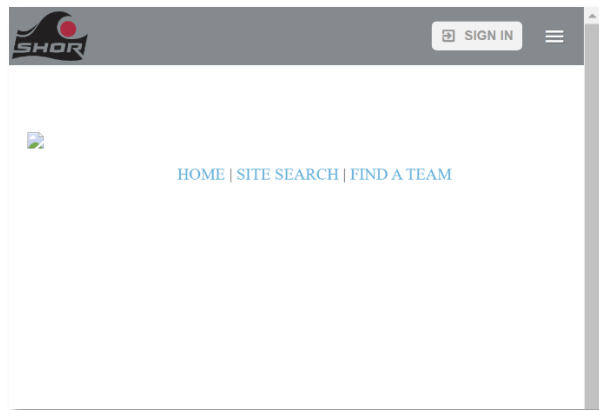 SHOR
SIGN IN
HOME | SITE SEARCH | FIND A TEAM